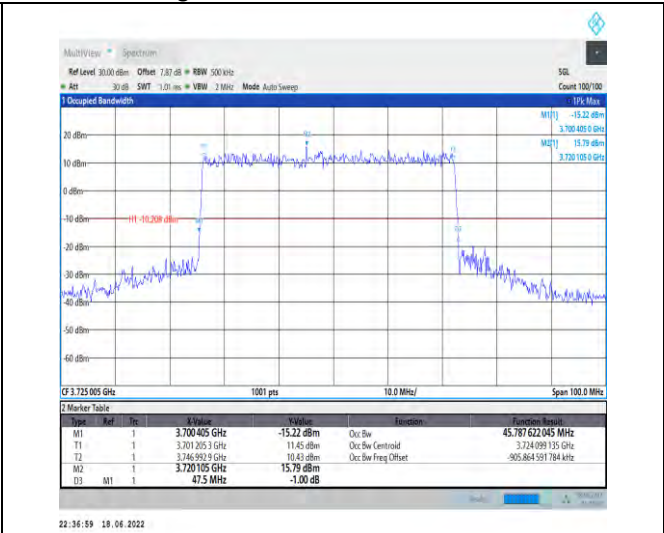 MultiView Spectrum
Ref Level 30.00 dBm Offset 7.87 dB RBW 500 kHz SGL
Att 30 dB SWT 1.01 ms VBW 2 MHz Mode Auto Sweep Count 100/100
1 Occupied Bandwidth 1Pk Max
M1[1] -15.22 dBm
3.700 405 0 GHz
M2[1] 15.79 dBm
3.720 105 0 GHz
20 dBm
10 dBm
0 dBm
-10 dBm H1 -10.208 dBm
-20 dBm
-30 dBm
-40 dBm
-50 dBm
-60 dBm
CF 3.725 005 GHz 1001 pts 10.0 MHz/ Span 100.0 MHz
2 Marker Table
Type Ref Trc X-Value Y-Value Function Function Result
M1 1 3.700 405 GHz -15.22 dBm Occ Bw 45.787 622 045 MHz
T1 1 3.701 205 3 GHz 11.45 dBm Occ Bw Centroid 3.724 099 135 GHz
T2 1 3.746 992 9 GHz 10.43 dBm Occ Bw Freq Offset -905.864 591 784 kHz
M2 1 3.720 105 GHz 15.79 dBm
D3 M1 1 47.5 MHz -1.00 dB
22:36:59 18.06.2022